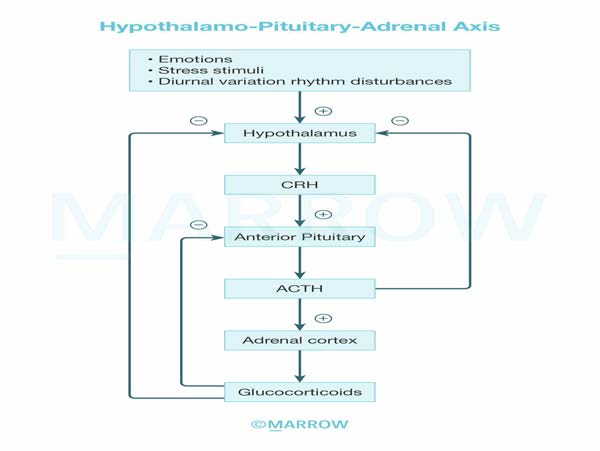 Hypothalamo-Pituitary-Adrenal Axis
• Emotions
• Stress stimuli
• Diurnal variation rhythm disturbances
+
−
−
Hypothalamus
CRH
+
−
Anterior Pituitary
ACTH
+
Adrenal cortex
Glucocorticoids
MARROW
©MARROW